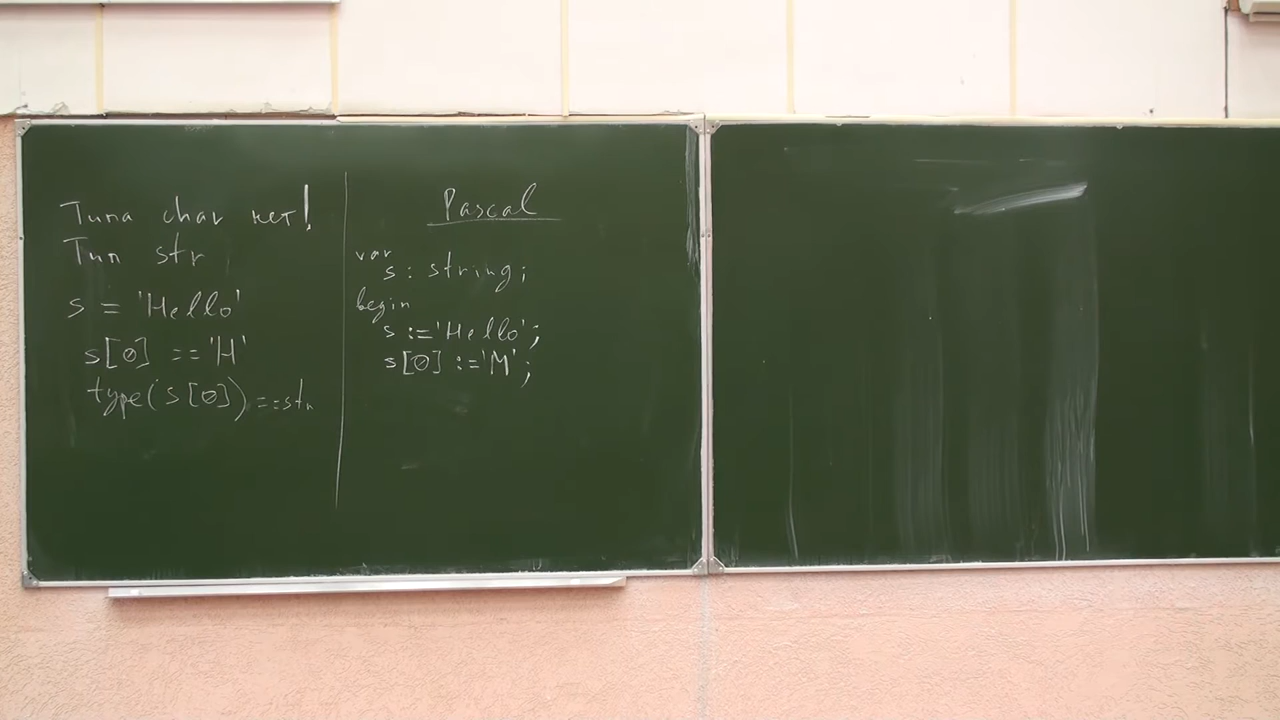 Типа char нет!
Тип str
s = 'Hello'
s[0] == 'H'
type(s[0]) == str
Pascal
var
s: string;
begin
s := 'Hello';
s[0] := 'M';